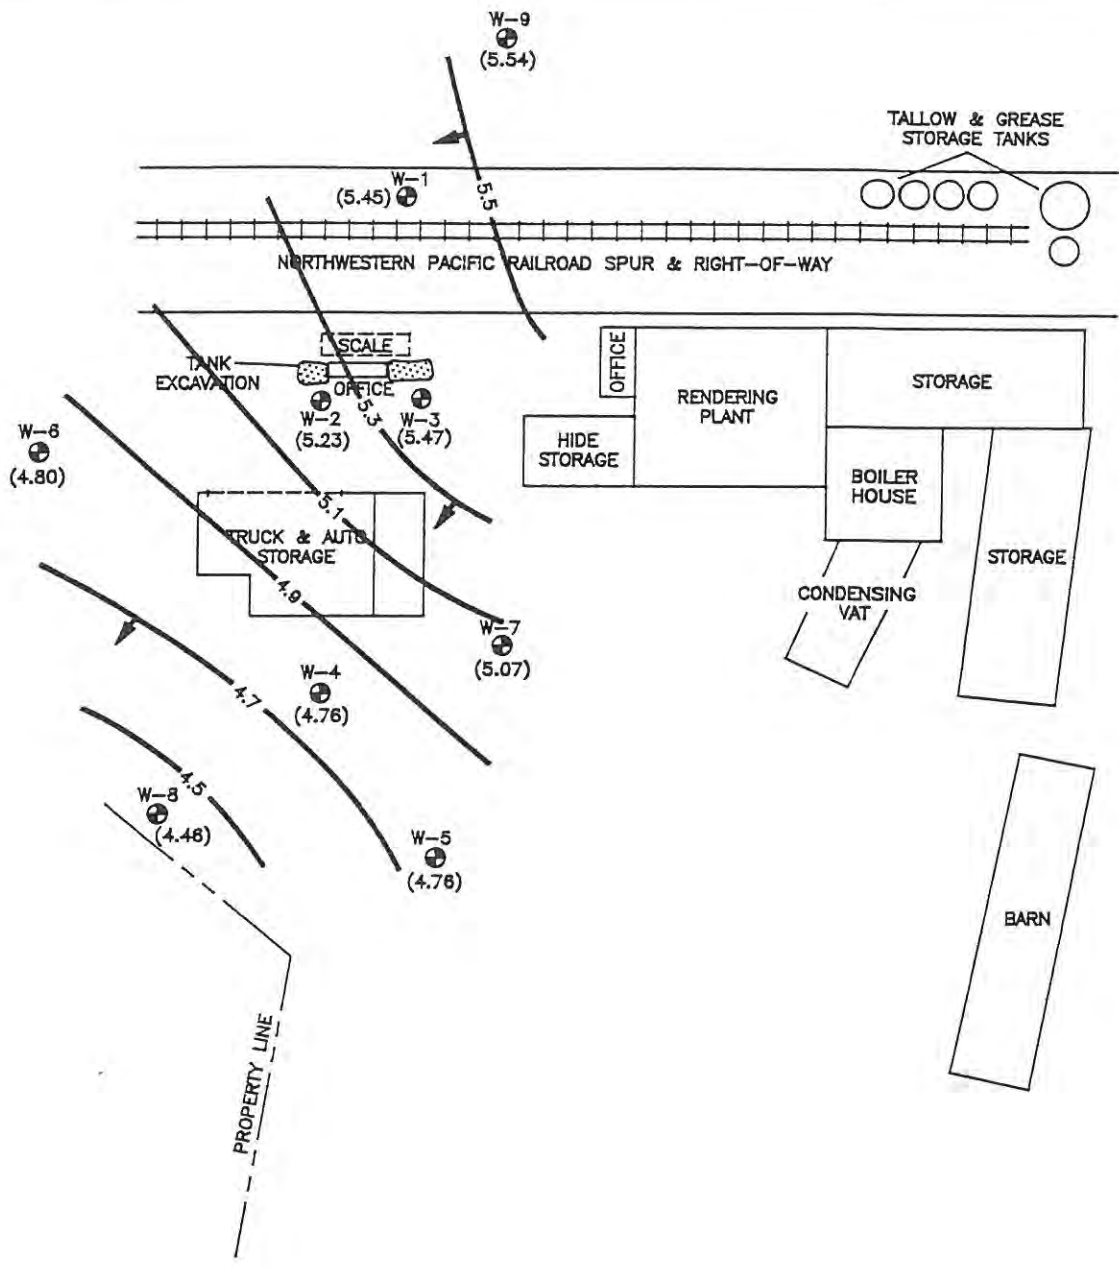 W-9
(5.54)
TALLOW & GREASE
STORAGE TANKS
W-1
(5.45)
5.5
NORTHWESTERN PACIFIC RAILROAD SPUR & RIGHT-OF-WAY
SCALE
TANK
EXCAVATION
OFFICE
5.3
W-2
(5.23)
W-3
(5.47)
OFFICE
RENDERING
PLANT
STORAGE
HIDE
STORAGE
BOILER
HOUSE
W-6
(4.80)
5.1
TRUCK & AUTO
STORAGE
STORAGE
4.9
CONDENSING
VAT
W-7
(5.07)
W-4
(4.76)
4.7
4.5
W-8
(4.46)
W-5
(4.76)
BARN
PROPERTY LINE